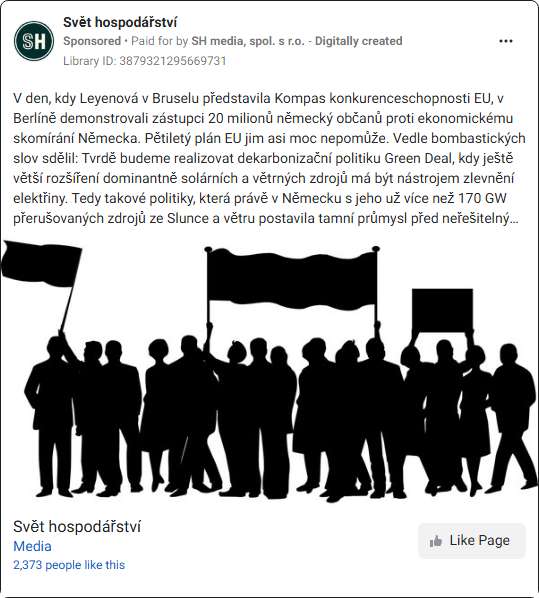 SH
Svět hospodářství
Sponsored • Paid for by SH media, spol. s r.o. - Digitally created
Library ID: 3879321295669731
V den, kdy Leyenová v Bruselu představila Kompas konkurenceschopnosti EU, v
Berlíně demonstrovali zástupci 20 milionů německý občanů proti ekonomickému
skomírání Německa. Pětiletý plán EU jim asi moc nepomůže. Vedle bombastických
slov sdělil: Tvrdě budeme realizovat dekarbonizační politiku Green Deal, kdy ještě
větší rozšíření dominantně solárních a větrných zdrojů má být nástrojem zlevnění
elektřiny. Tedy takové politiky, která právě v Německu s jeho už více než 170 GW
přerušovaných zdrojů ze Slunce a větru postavila tamní průmysl před neřešitelný…
Svět hospodářství
Media
2,373 people like this
Like Page